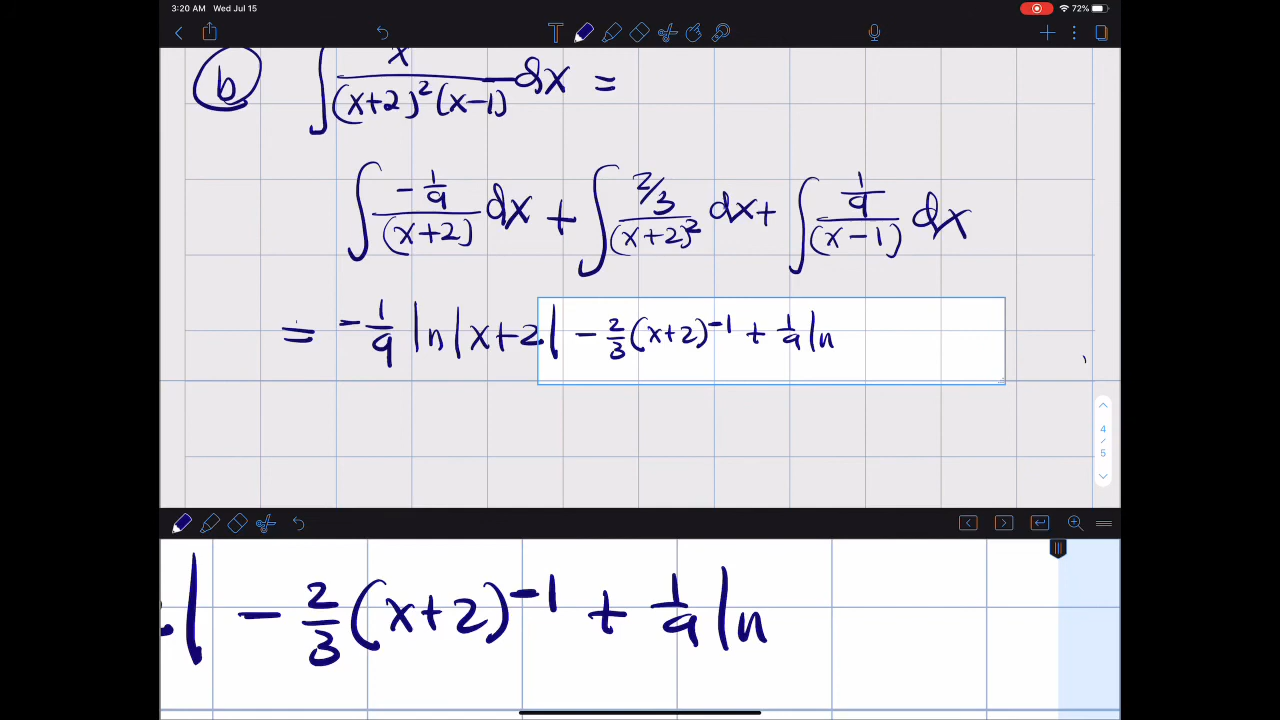 3:20 AM Wed Jul 15 72%
T
b ∫ x/((x+2)²(x−1)) dx =
∫ (−1/9)/((x+2)) dx + ∫ (2/3)/((x+2)²) dx + ∫ (1/9)/((x−1)) dx
= −1/9 ln|x+2.| − 2/3 (x+2)⁻¹ + 1/9 ln
4
5
.| − 2/3 (x+2)⁻¹ + 1/9 ln